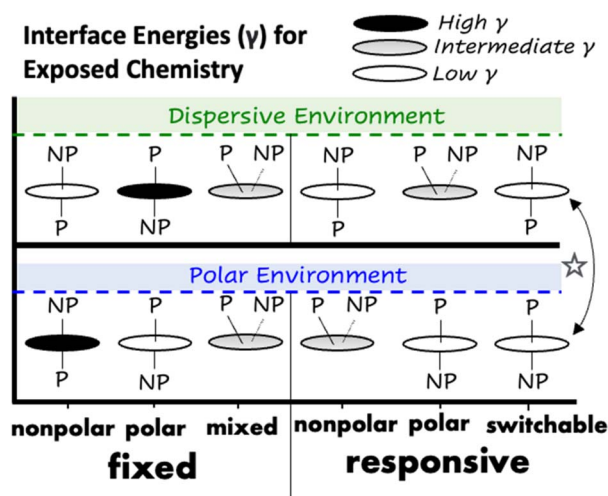 Interface Energies (γ) for
Exposed Chemistry
High γ
Intermediate γ
Low γ
Dispersive Environment
NP P P NP NP P NP NP
P NP P P
Polar Environment
NP P P NP P NP P P
P NP NP NP
nonpolar polar mixed nonpolar polar switchable
fixed responsive